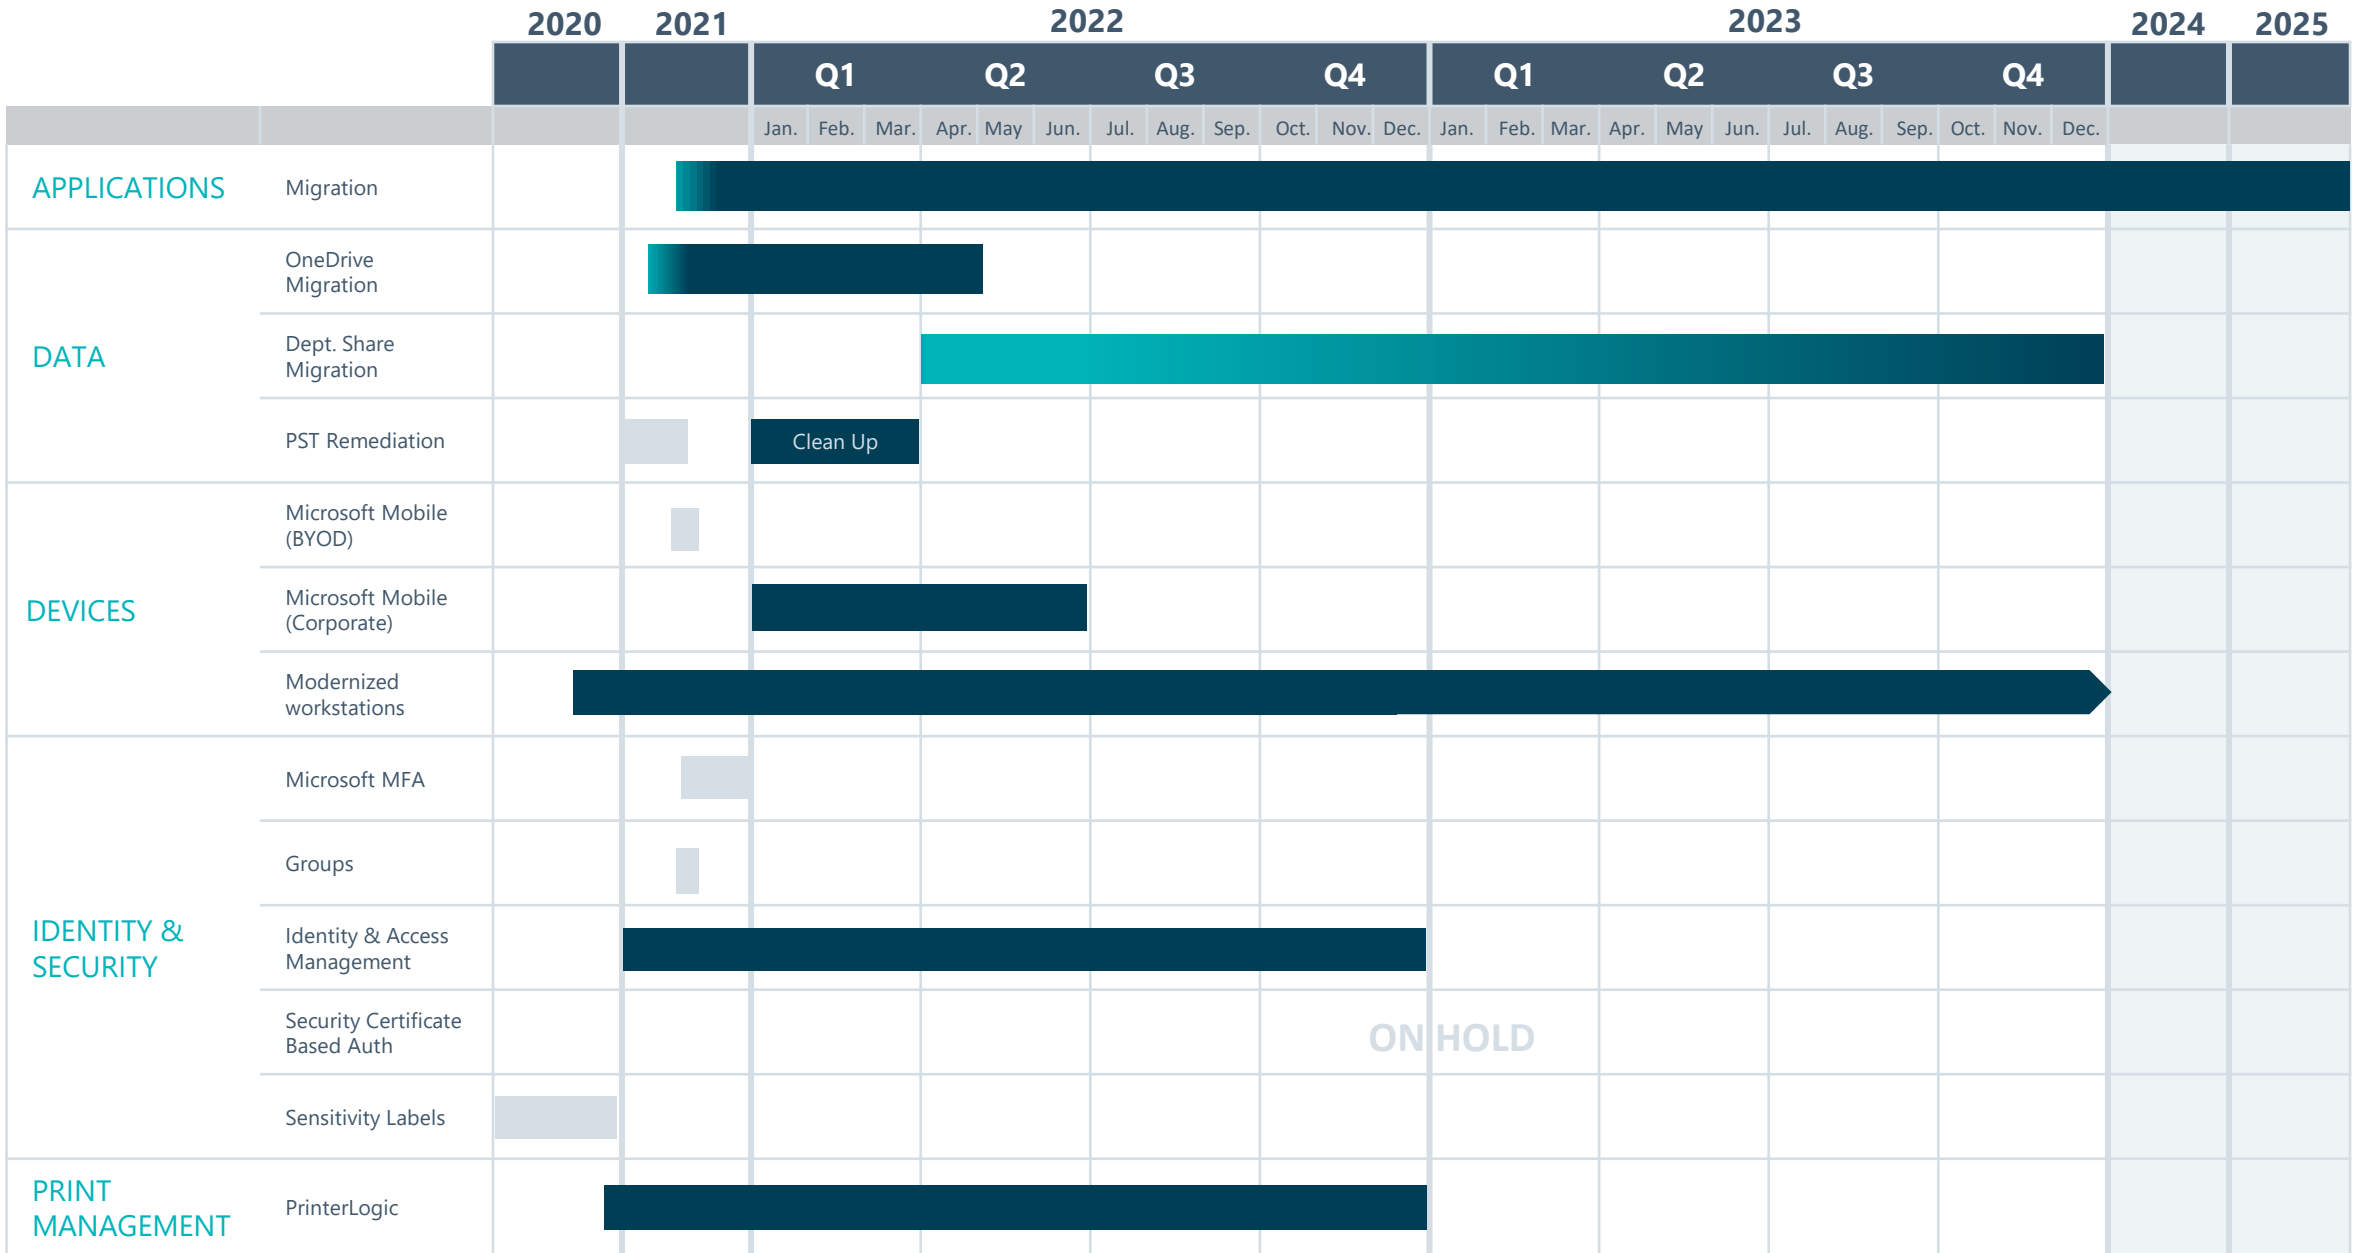 2020 2021 2022 2023 2024 2025
Q1 Q2 Q3 Q4 Q1 Q2 Q3 Q4
Jan. Feb. Mar. Apr. May Jun. Jul. Aug. Sep. Oct. Nov. Dec. Jan. Feb. Mar. Apr. May Jun. Jul. Aug. Sep. Oct. Nov. Dec.
APPLICATIONS
Migration
DATA
OneDrive
Migration
Dept. Share
Migration
PST Remediation
Clean Up
DEVICES
Microsoft Mobile
(BYOD)
Microsoft Mobile
(Corporate)
Modernized
workstations
IDENTITY &
SECURITY
Microsoft MFA
Groups
Identity & Access
Management
Security Certificate
Based Auth
ON HOLD
Sensitivity Labels
PRINT
MANAGEMENT
PrinterLogic